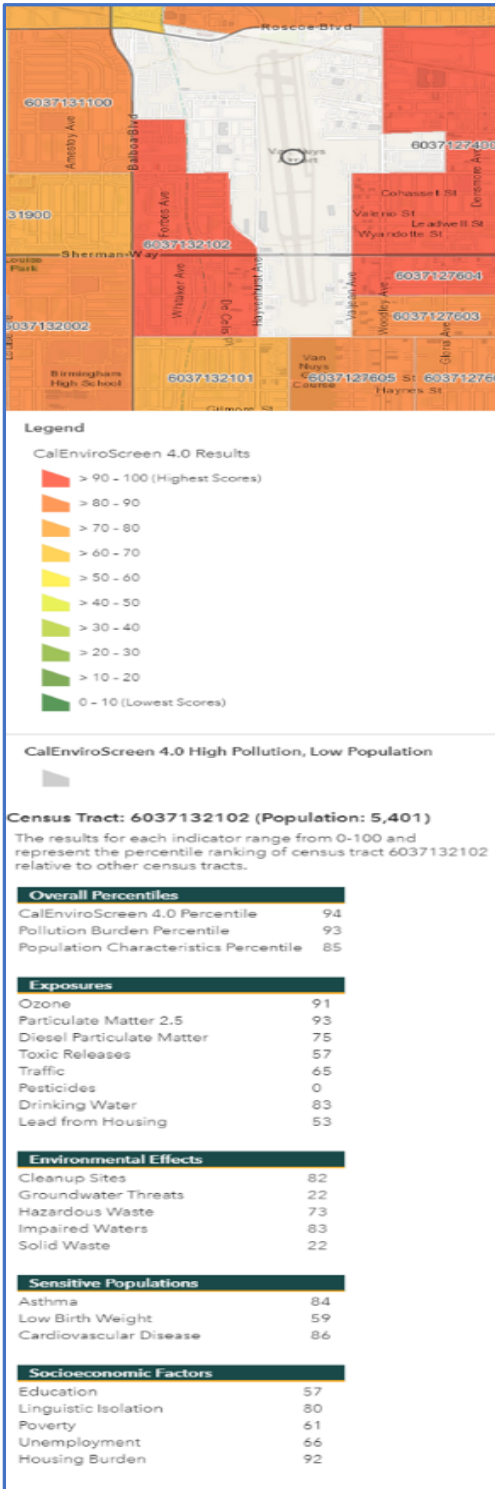 Roscoe Blvd
6037131100
Amestoy Ave
Balboa Blvd
Van Nuys
Airport
Cohasset St
Densmore Ave
31900
Forbes Ave
Valerio St
Leadwell St
Wyandotte St
6037132102
Louise
Park
Sherman Way
Whitaker Ave
Hayvenhurst Ave
6037127604
Valjean Ave
Woodley Ave
6037127603
Gloria Ave
6037132002
Birmingham
High School
6037132101
Van
Nuys
6037127605
St
Haynes St
Legend
CalEnviroScreen 4.0 Results
> 90 - 100 (Highest Scores)
> 80 - 90
> 70 - 80
> 60 - 70
> 50 - 60
> 40 - 50
> 30 - 40
> 20 - 30
> 10 - 20
0 - 10 (Lowest Scores)
CalEnviroScreen 4.0 High Pollution, Low Population
Census Tract: 6037132102 (Population: 5,401)
The results for each indicator range from 0-100 and
represent the percentile ranking of census tract 6037132102
relative to other census tracts.
Overall Percentiles
CalEnviroScreen 4.0 Percentile 94
Pollution Burden Percentile 93
Population Characteristics Percentile 85
Exposures
Ozone 91
Particulate Matter 2.5 93
Diesel Particulate Matter 75
Toxic Releases 57
Traffic 65
Pesticides 0
Drinking Water 83
Lead from Housing 53
Environmental Effects
Cleanup Sites 82
Groundwater Threats 22
Hazardous Waste 73
Impaired Waters 83
Solid Waste 22
Sensitive Populations
Asthma 84
Low Birth Weight 59
Cardiovascular Disease 86
Socioeconomic Factors
Education 57
Linguistic Isolation 80
Poverty 61
Unemployment 66
Housing Burden 92